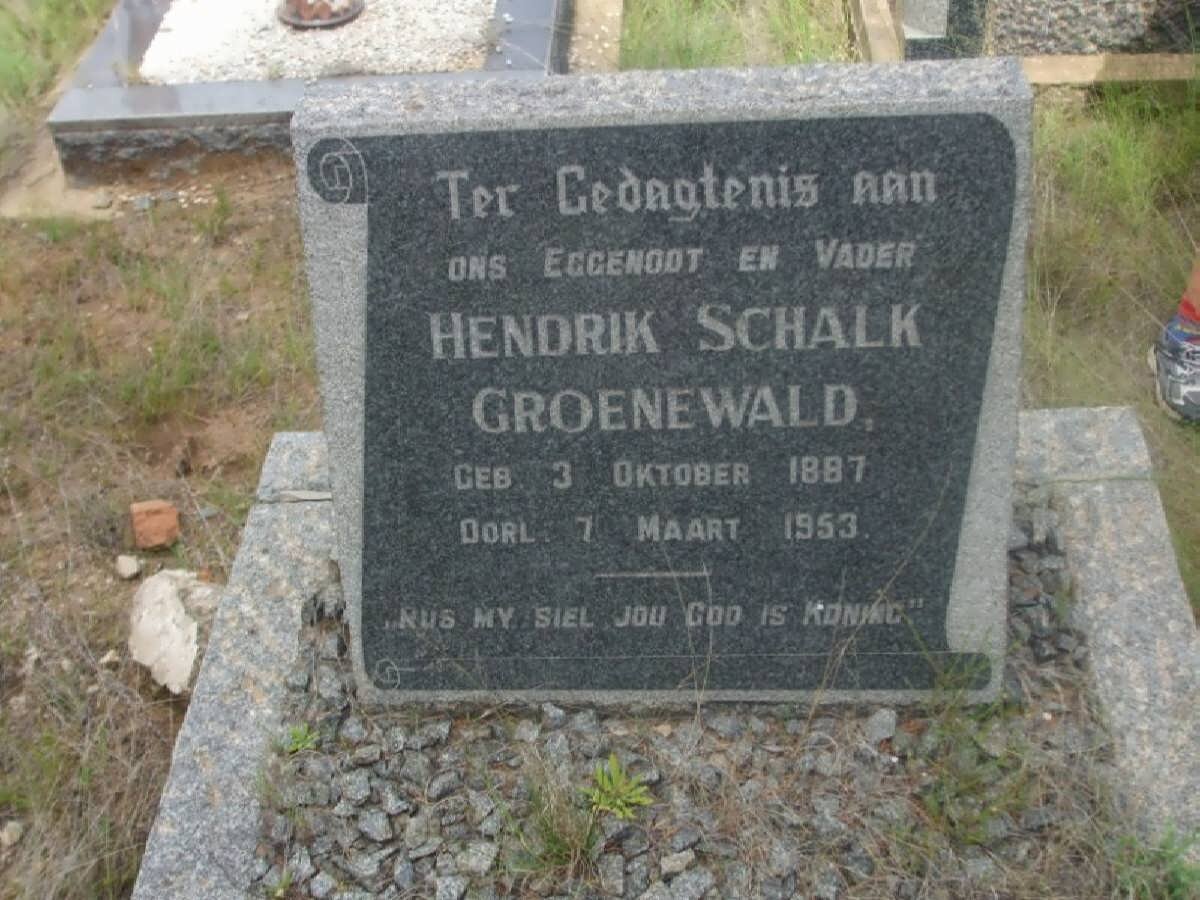 Ter Gedagtenis aan
ONS EGGENOOT EN VADER
HENDRIK SCHALK
GROENEWALD.
GEB 3 OKTOBER 1887
OORL. 7 MAART 1953.
„RUS MY SIEL JOU GOD IS KONING"